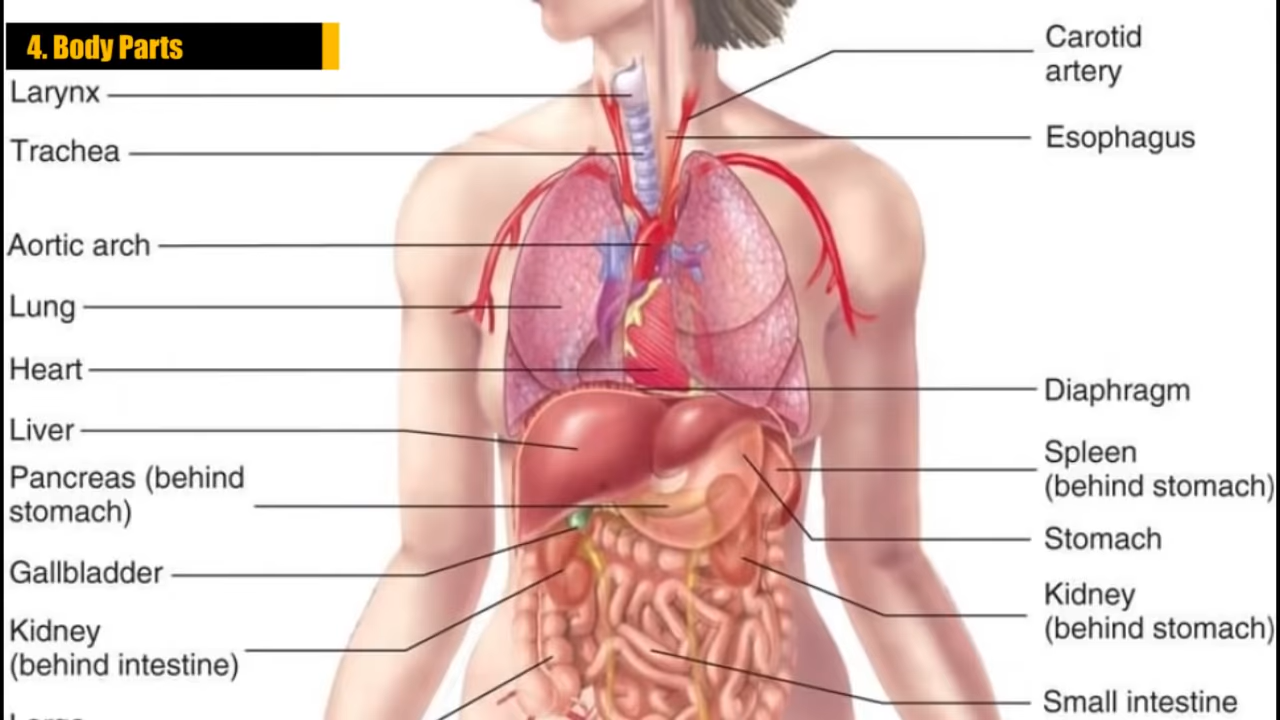 4. Body Parts
Larynx
Trachea
Aortic arch
Lung
Heart
Liver
Pancreas (behind
stomach)
Gallbladder
Kidney
(behind intestine)
Large
Carotid
artery
Esophagus
Diaphragm
Spleen
(behind stomach)
Stomach
Kidney
(behind stomach)
Small intestine